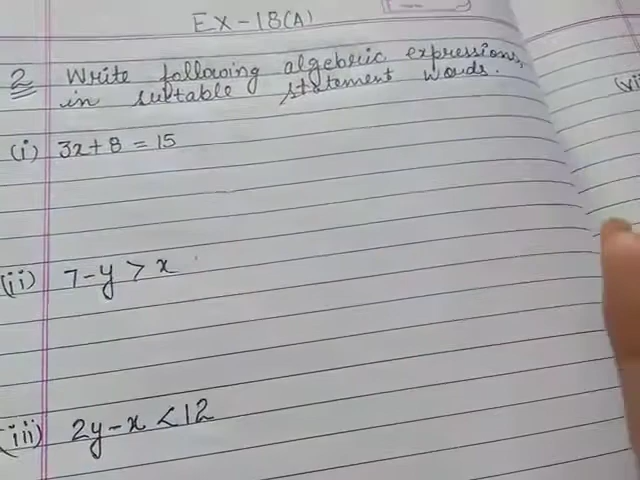 EX-18(A)
2 Write following algebric expressions,
in suitable statement words.
(i) 3x+8 = 15
(ii) 7-y > x
(iii) 2y-x < 12
(vi